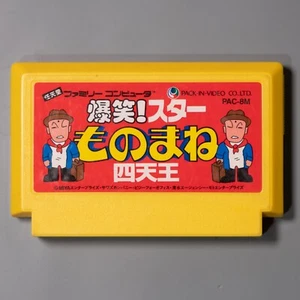 任天堂 ファミリー コンピュータ
PACK-IN-VIDEO CO.,LTD.
PAC-8M
爆笑!スター
ものまね
四天王